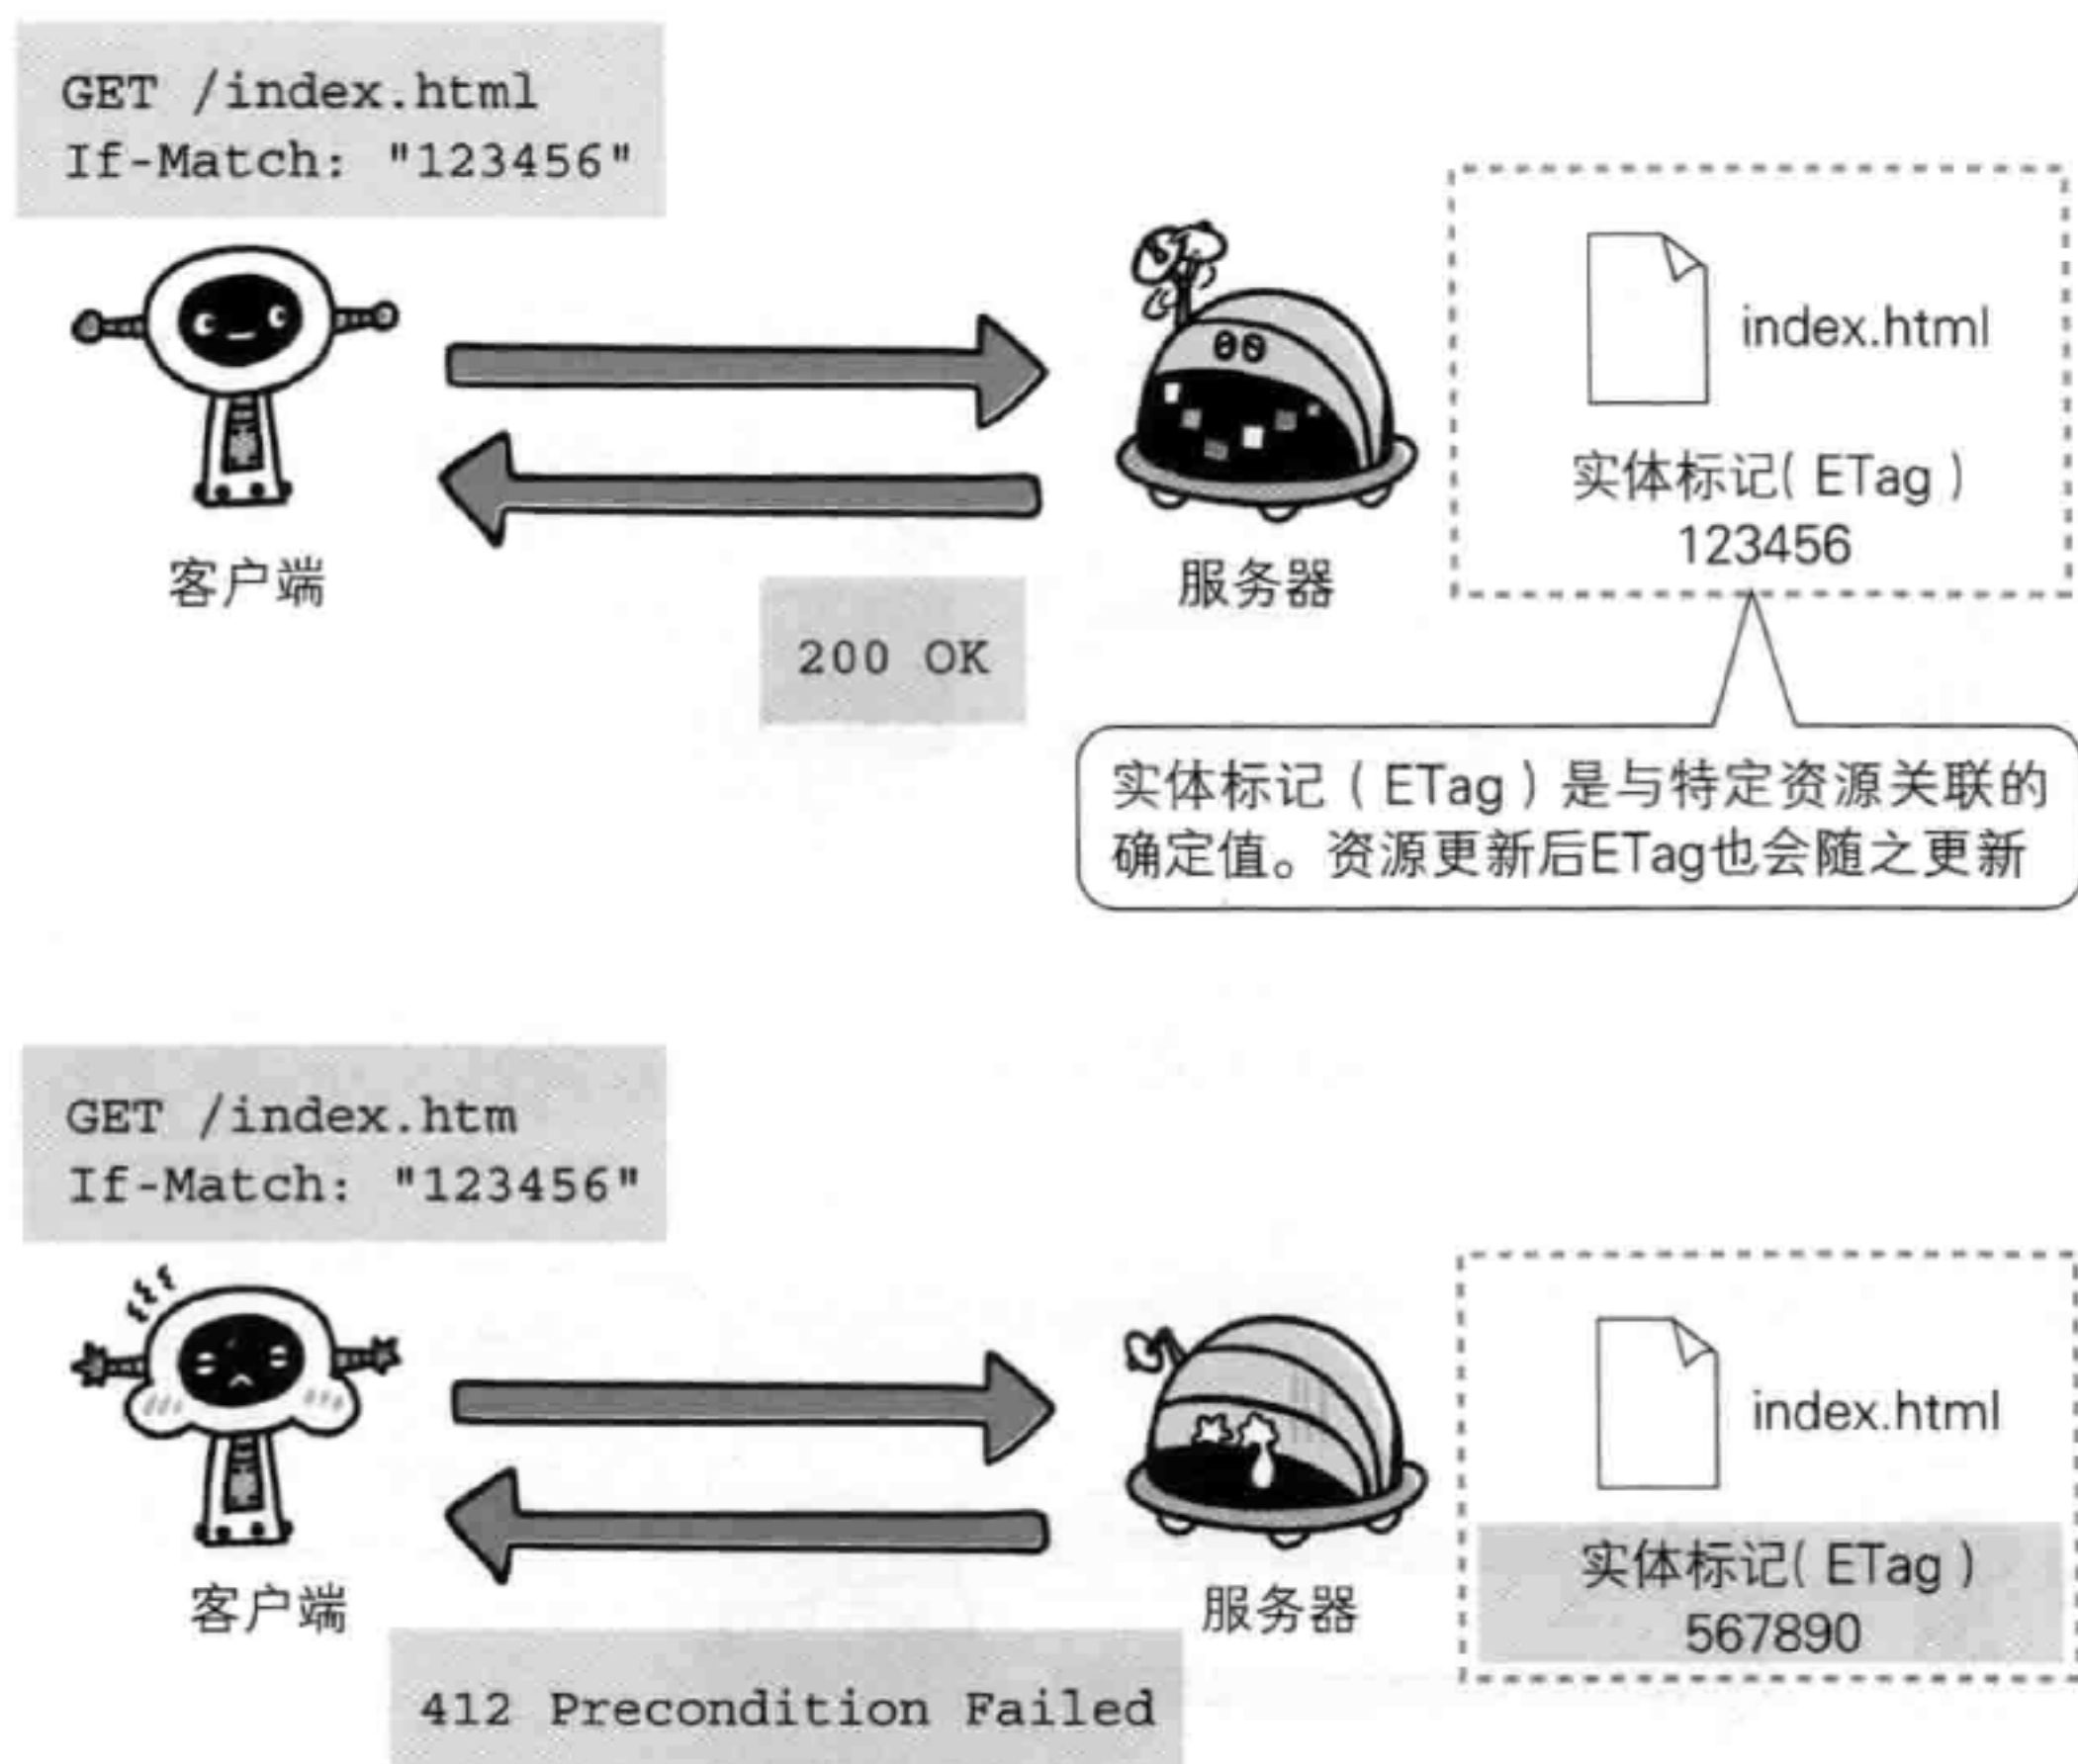 GET /index.html
If-Match: "123456"
index.html
实体标记( ETag )
123456
客户端
服务器
200 OK
实体标记（ETag）是与特定资源关联的
确定值。资源更新后ETag也会随之更新
GET /index.htm
If-Match: "123456"
index.html
实体标记( ETag )
567890
客户端
服务器
412 Precondition Failed